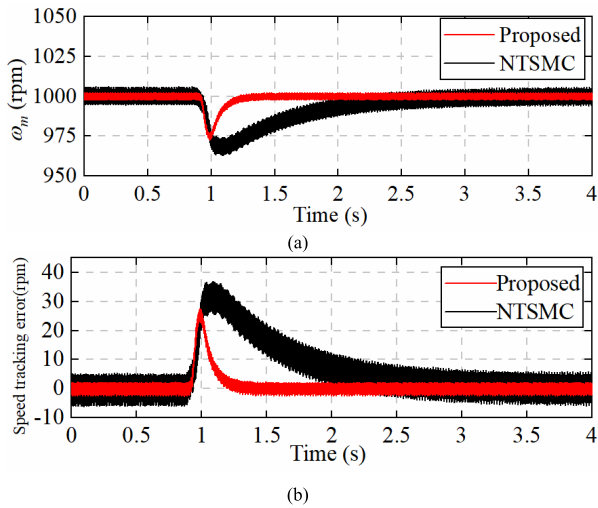 1050
1025
1000
975
950
ωm (rpm)
Proposed
NTSMC
0 0.5 1 1.5 2 2.5 3 3.5 4
Time (s)
(a)
40
30
20
10
0
-10
Speed tracking error(rpm)
Proposed
NTSMC
0 0.5 1 1.5 2 2.5 3 3.5 4
Time (s)
(b)